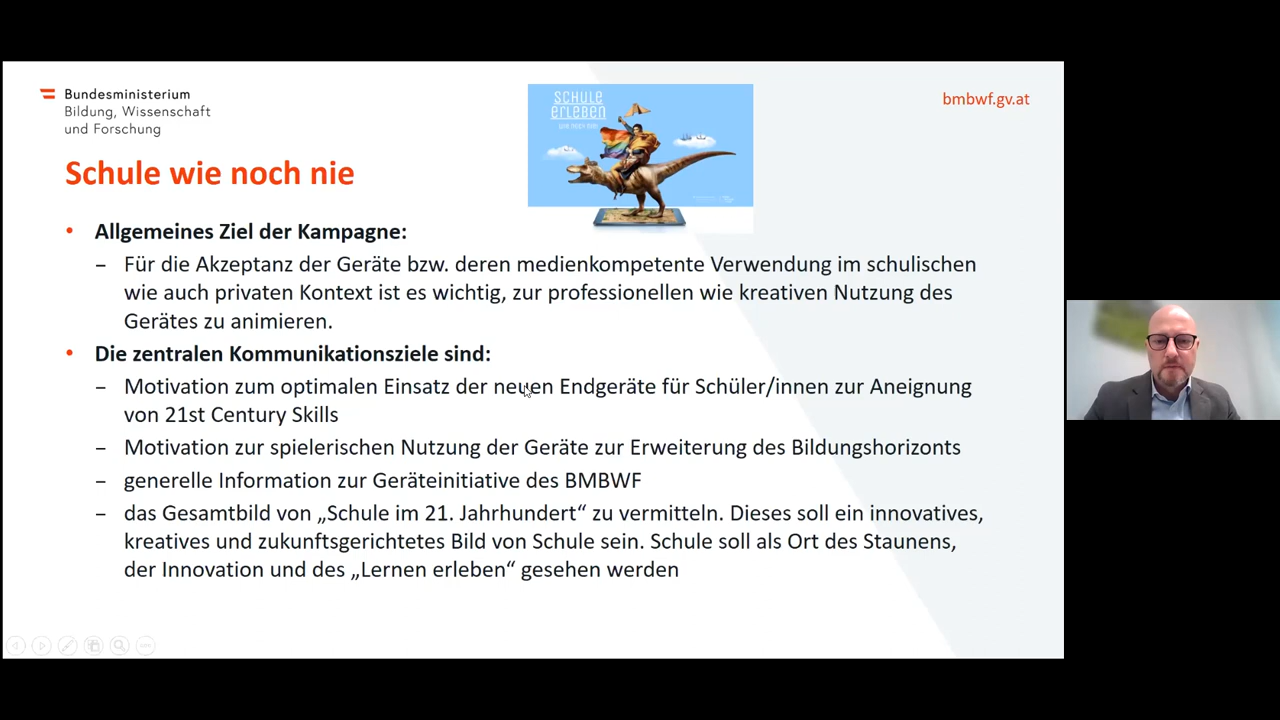 Bundesministerium
Bildung, Wissenschaft
und Forschung
bmbwf.gv.at
SCHULE
ERLEBEN
Schule wie noch nie
• Allgemeines Ziel der Kampagne:
– Für die Akzeptanz der Geräte bzw. deren medienkompetente Verwendung im schulischen
wie auch privaten Kontext ist es wichtig, zur professionellen wie kreativen Nutzung des
Gerätes zu animieren.
• Die zentralen Kommunikationsziele sind:
– Motivation zum optimalen Einsatz der neuen Endgeräte für Schüler/innen zur Aneignung
von 21st Century Skills
– Motivation zur spielerischen Nutzung der Geräte zur Erweiterung des Bildungshorizonts
– generelle Information zur Geräteinitiative des BMBWF
– das Gesamtbild von „Schule im 21. Jahrhundert“ zu vermitteln. Dieses soll ein innovatives,
kreatives und zukunftsgerichtetes Bild von Schule sein. Schule soll als Ort des Staunens,
der Innovation und des „Lernen erleben“ gesehen werden